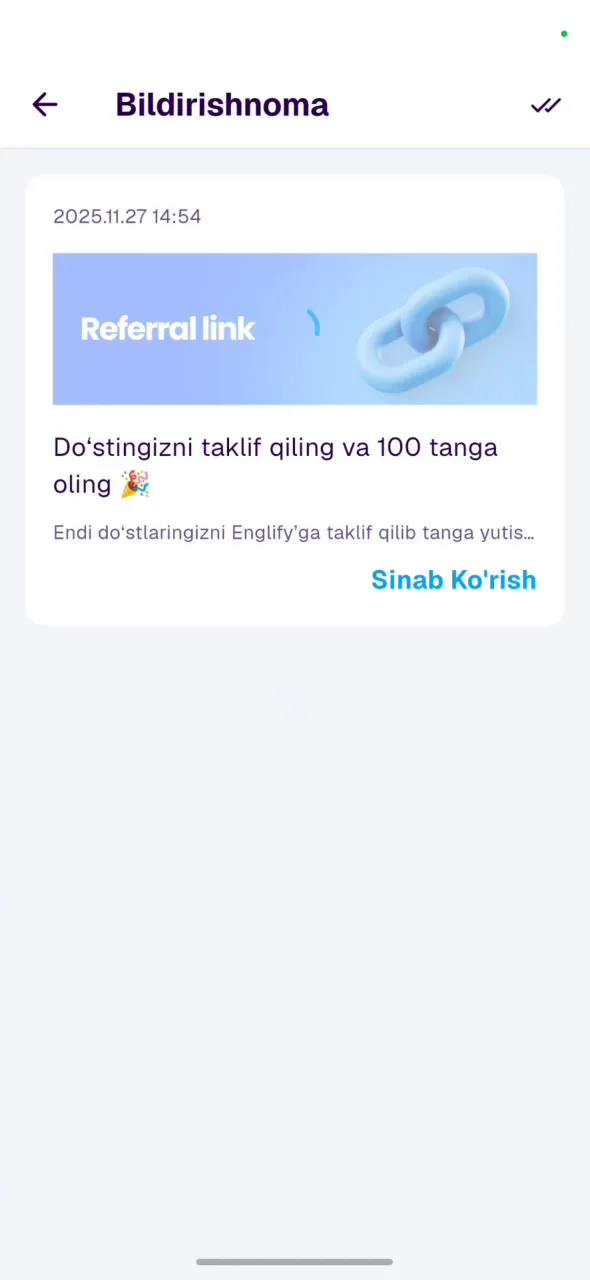 Bildirishnoma
2025.11.27 14:54
Referral link
Do‘stingizni taklif qiling va 100 tanga
oling 🎉
Endi do‘stlaringizni Englify’ga taklif qilib tanga yutis...
Sinab Ko'rish